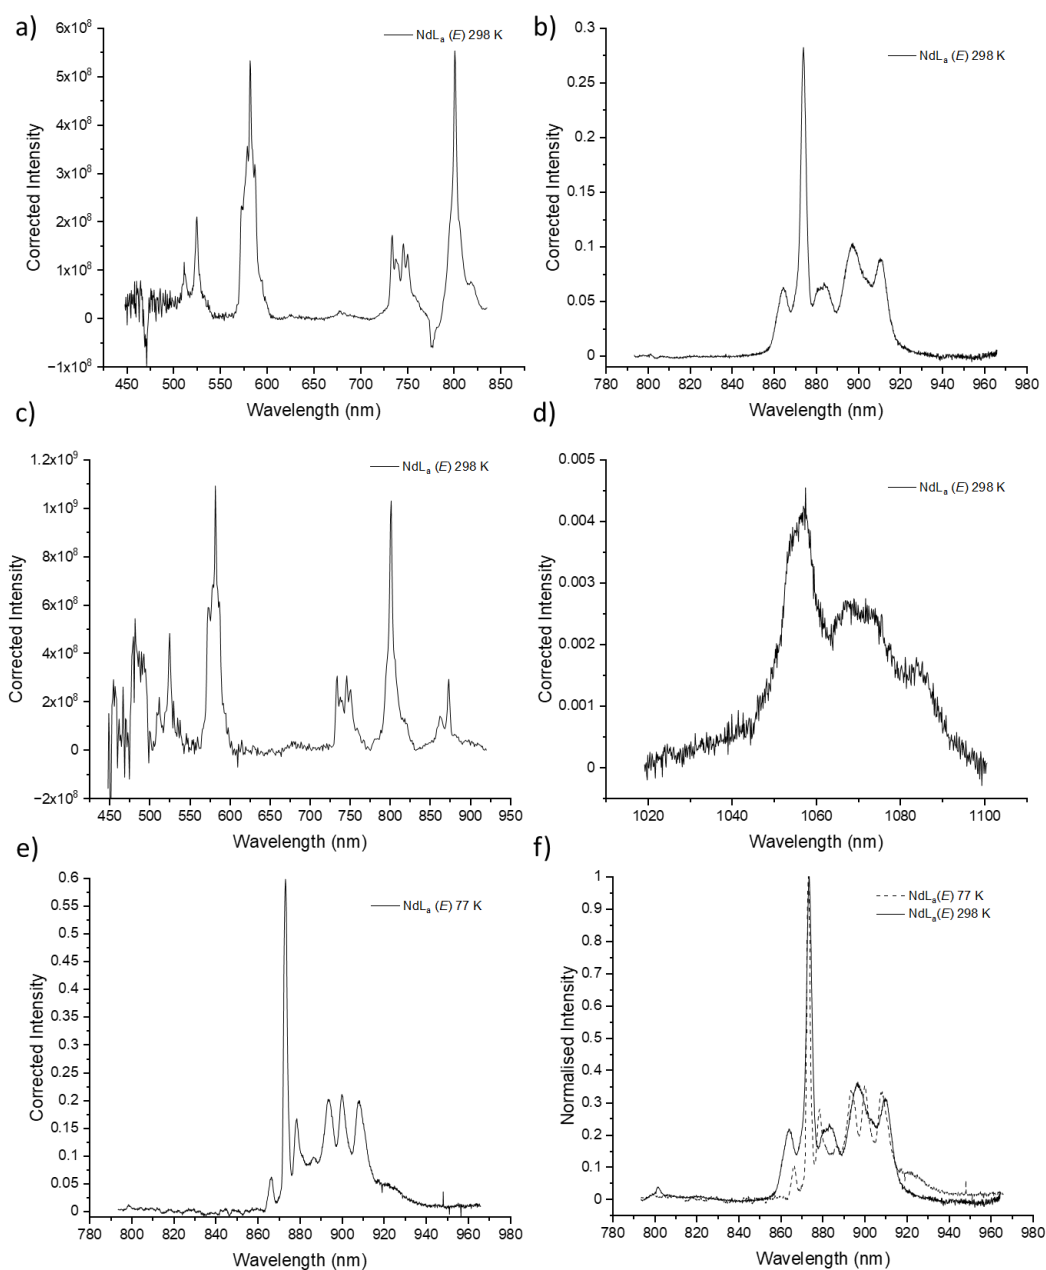 a)
NdLₐ (E) 298 K
6x10⁸
5x10⁸
4x10⁸
3x10⁸
2x10⁸
1x10⁸
0
−1x10⁸
Corrected Intensity
450 500 550 600 650 700 750 800 850
Wavelength (nm)
b)
NdLₐ (E) 298 K
0.3
0.25
0.2
0.15
0.1
0.05
0
Corrected Intensity
780 800 820 840 860 880 900 920 940 960 980
Wavelength (nm)
c)
NdLₐ (E) 298 K
1.2x10⁹
1x10⁹
8x10⁸
6x10⁸
4x10⁸
2x10⁸
0
−2x10⁸
Corrected Intensity
450 500 550 600 650 700 750 800 850 900 950
Wavelength (nm)
d)
NdLₐ (E) 298 K
0.005
0.004
0.003
0.002
0.001
0
Corrected Intensity
1020 1040 1060 1080 1100
Wavelength (nm)
e)
NdLₐ (E) 77 K
0.6
0.55
0.5
0.45
0.4
0.35
0.3
0.25
0.2
0.15
0.1
0.05
0
Corrected Intensity
780 800 820 840 860 880 900 920 940 960 980
Wavelength (nm)
f)
NdLₐ(E) 77 K
NdLₐ(E) 298 K
1
0.9
0.8
0.7
0.6
0.5
0.4
0.3
0.2
0.1
0
Normalised Intensity
780 800 820 840 860 880 900 920 940 960 980
Wavelength (nm)